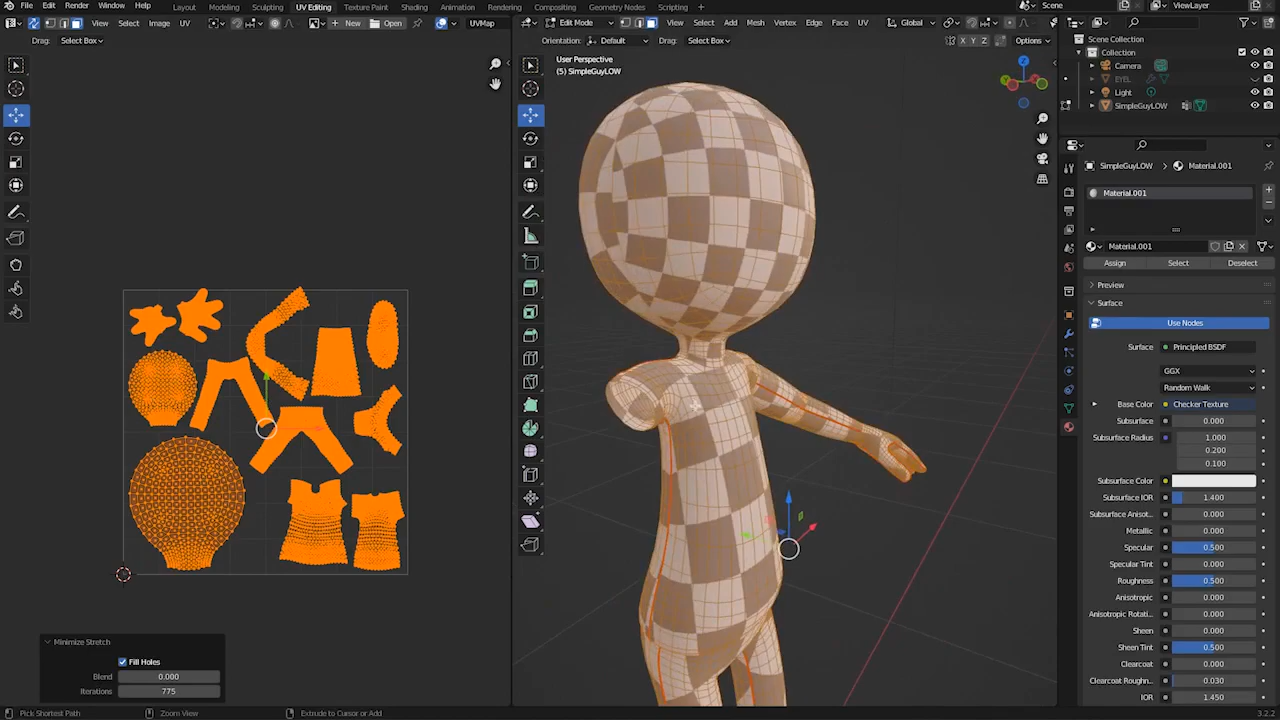 File Edit Render Window Help Layout Modeling Sculpting UV Editing Texture Paint Shading Animation Rendering Compositing Geometry Nodes Scripting + Scene ViewLayer
View Select Image UV New Open UVMap Edit Mode View Select Add Mesh Vertex Edge Face UV Global
Drag: Select Box Orientation: Default Drag: Select Box X Y Z Options
Scene Collection
Collection
Camera
EYEL
Light
SimpleGuyLOW
User Perspective
(5) SimpleGuyLOW
SimpleGuyLOW Material.001
Material.001
Material.001
Assign Select Deselect
Preview
Surface
Use Nodes
Surface Principled BSDF
GGX
Random Walk
Base Color Checker Texture
Subsurface 0.000
Subsurface Radius 1.000
0.200
0.100
Subsurface Color
Subsurface IOR 1.400
Subsurface Anisot... 0.000
Metallic 0.000
Specular 0.500
Specular Tint 0.000
Roughness 0.500
Anisotropic 0.000
Anisotropic Rotati... 0.000
Sheen 0.000
Sheen Tint 0.500
Clearcoat 0.000
Clearcoat Roughn... 0.030
IOR 1.450
Minimize Stretch
Fill Holes
Blend 0.000
Iterations 775
Pick Shortest Path Zoom View Extrude to Cursor or Add 3.2.2